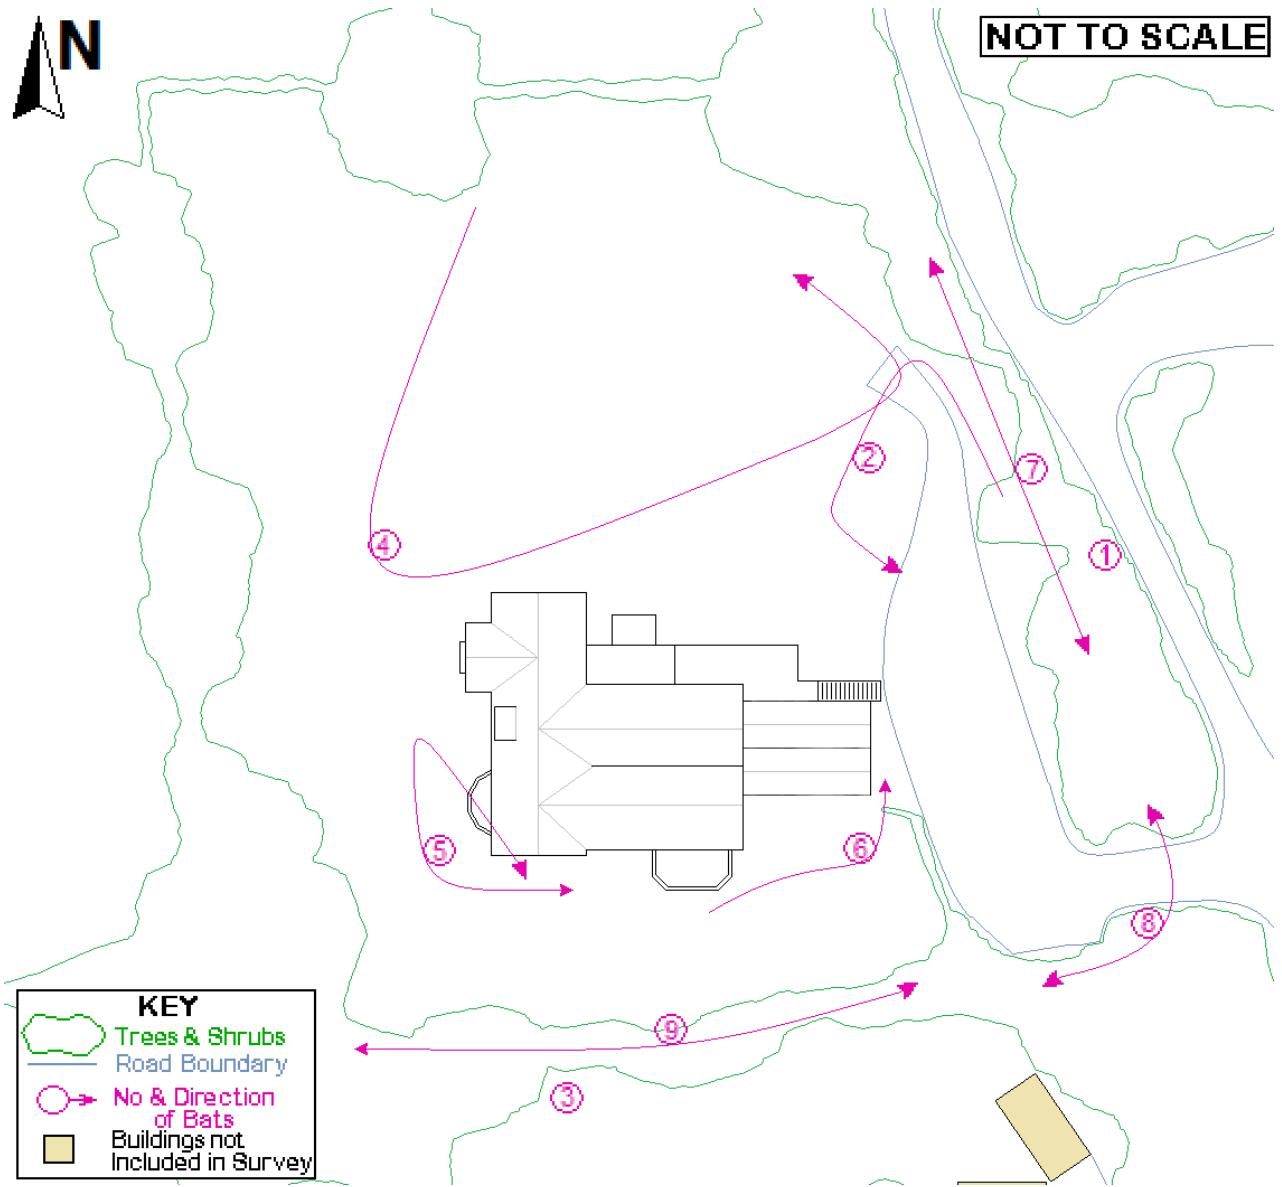 N
NOT TO SCALE
2
7
4
1
5
6
8
9
3
KEY
Trees & Shrubs
Road Boundary
No & Direction
of Bats
Buildings not
Included in Survey